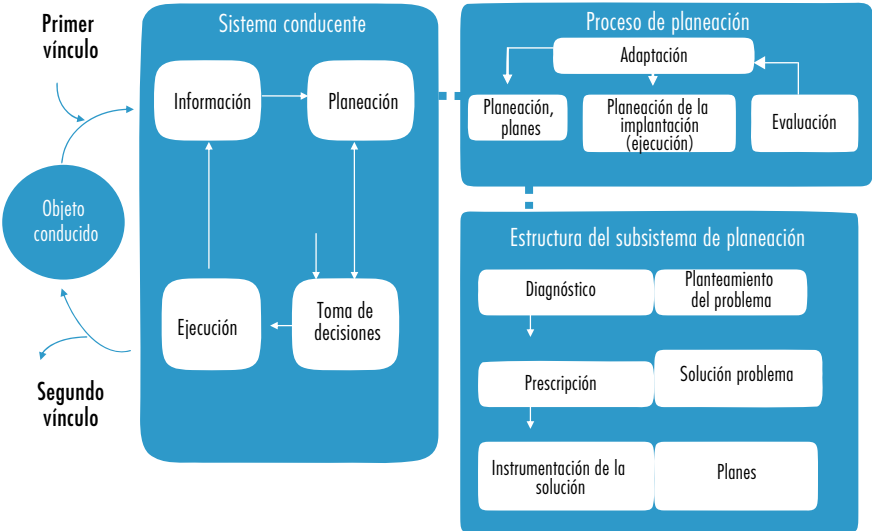 Primer
vínculo
Objeto
conducido
Segundo
vínculo
Sistema conducente
Información
Planeación
Ejecución
Toma de
decisiones
Proceso de planeación
Adaptación
Planeación,
planes
Planeación de la
implantación
(ejecución)
Evaluación
Estructura del subsistema de planeación
Diagnóstico
Planteamiento
del problema
Prescripción
Solución problema
Instrumentación de la
solución
Planes